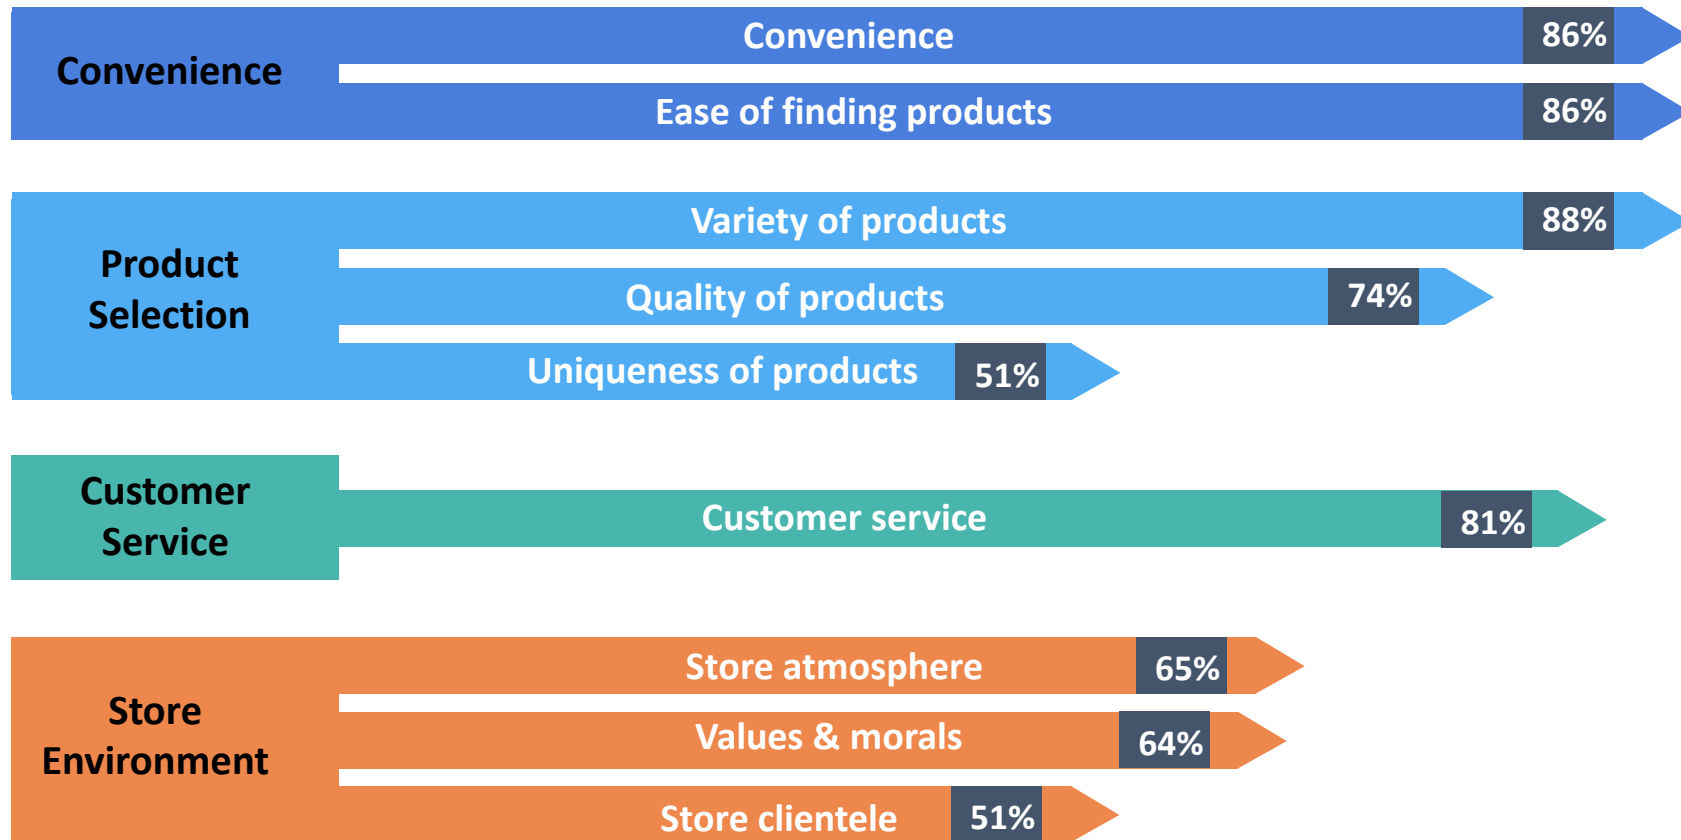 Convenience
Convenience 86%
Ease of finding products 86%
Product
Selection
Variety of products 88%
Quality of products 74%
Uniqueness of products 51%
Customer
Service
Customer service 81%
Store
Environment
Store atmosphere 65%
Values & morals 64%
Store clientele 51%